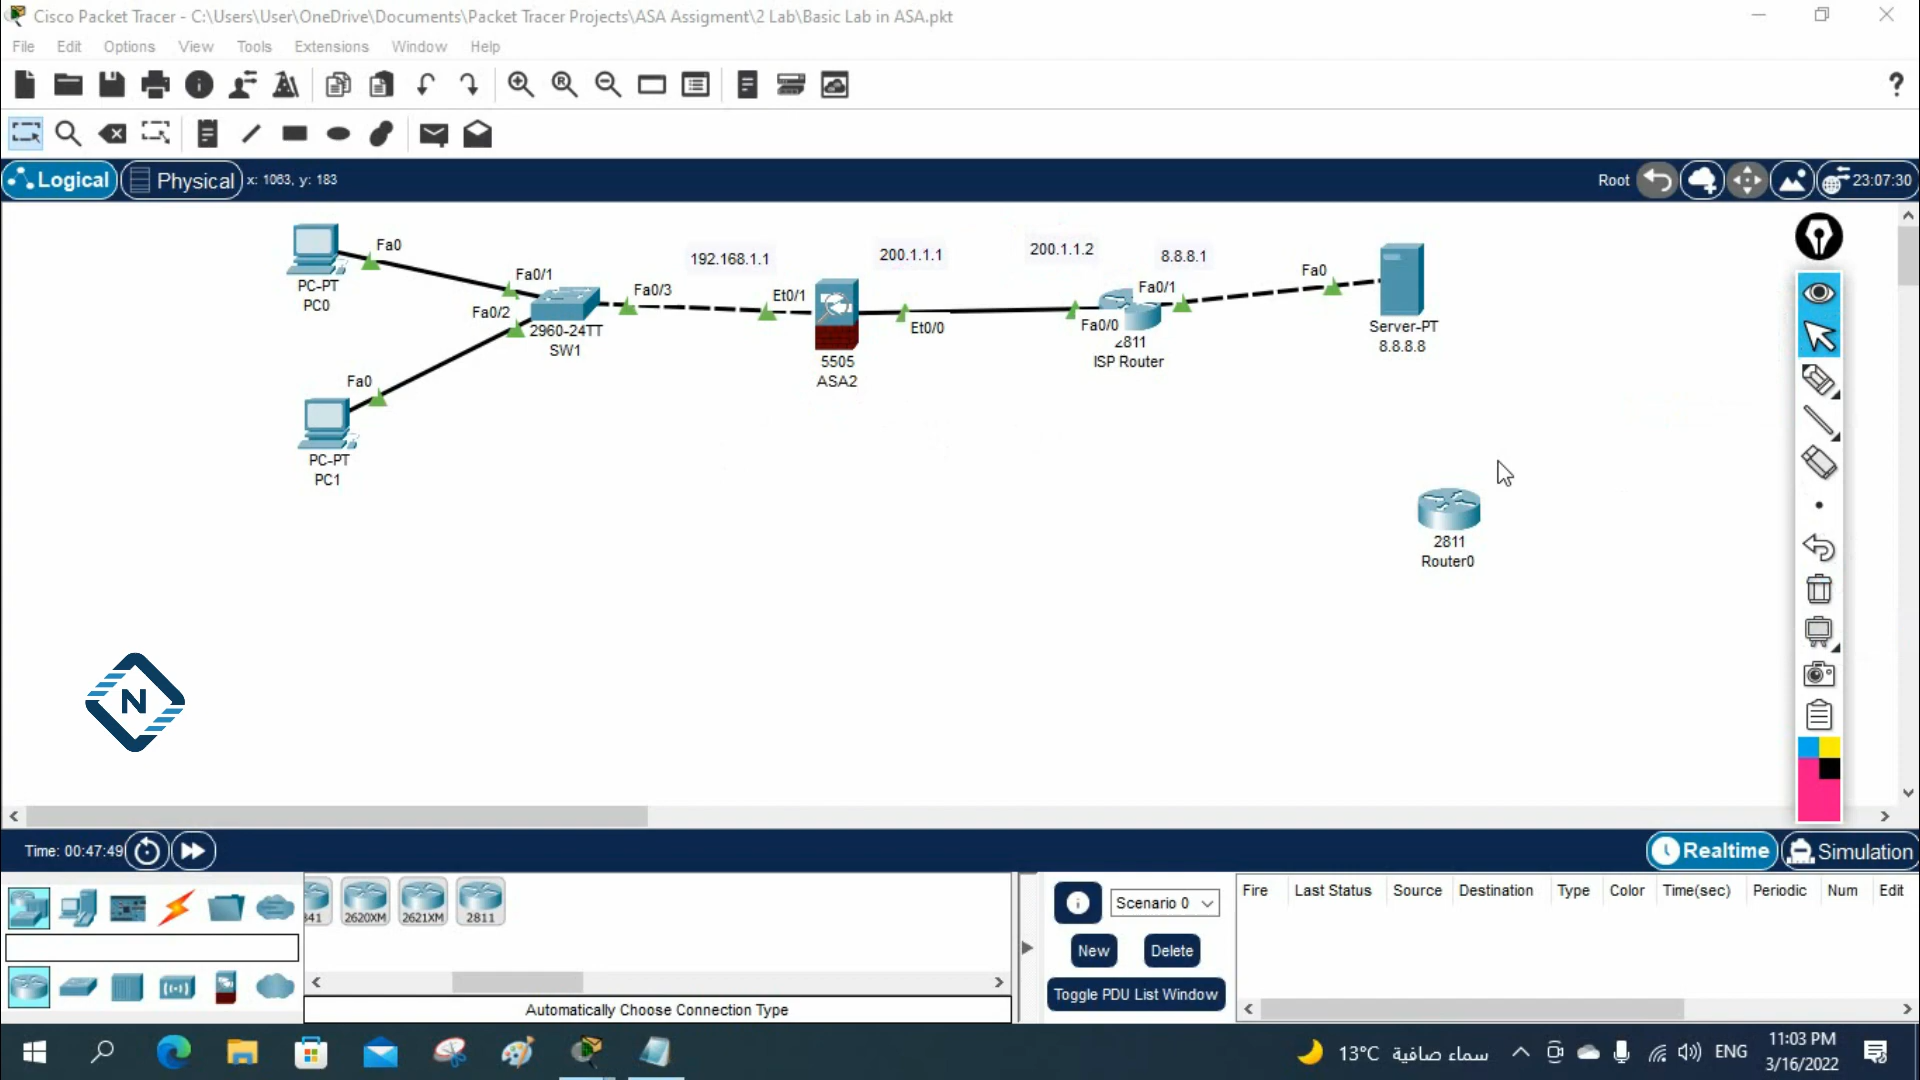 Cisco Packet Tracer - C:\Users\User\OneDrive\Documents\Packet Tracer Projects\ASA Assigment\2 Lab\Basic Lab in ASA.pkt
File Edit Options View Tools Extensions Window Help
Logical Physical x: 1063, y: 183
Root 23:07:30
Fa0
PC-PT
PC0
Fa0/1
Fa0/2
2960-24TT
SW1
Fa0/3
192.168.1.1
Et0/1
200.1.1.1
Et0/0
5505
ASA2
200.1.1.2
8.8.8.1
Fa0/1
Fa0/0
2811
ISP Router
Fa0
Server-PT
8.8.8.8
Fa0
PC-PT
PC1
2811
Router0
N
Time: 00:47:49
Realtime Simulation
341 2620XM 2621XM 2811
Automatically Choose Connection Type
Scenario 0
New Delete
Toggle PDU List Window
Fire Last Status Source Destination Type Color Time(sec) Periodic Num Edit
13°C سماء صافية
ENG
11:03 PM
3/16/2022